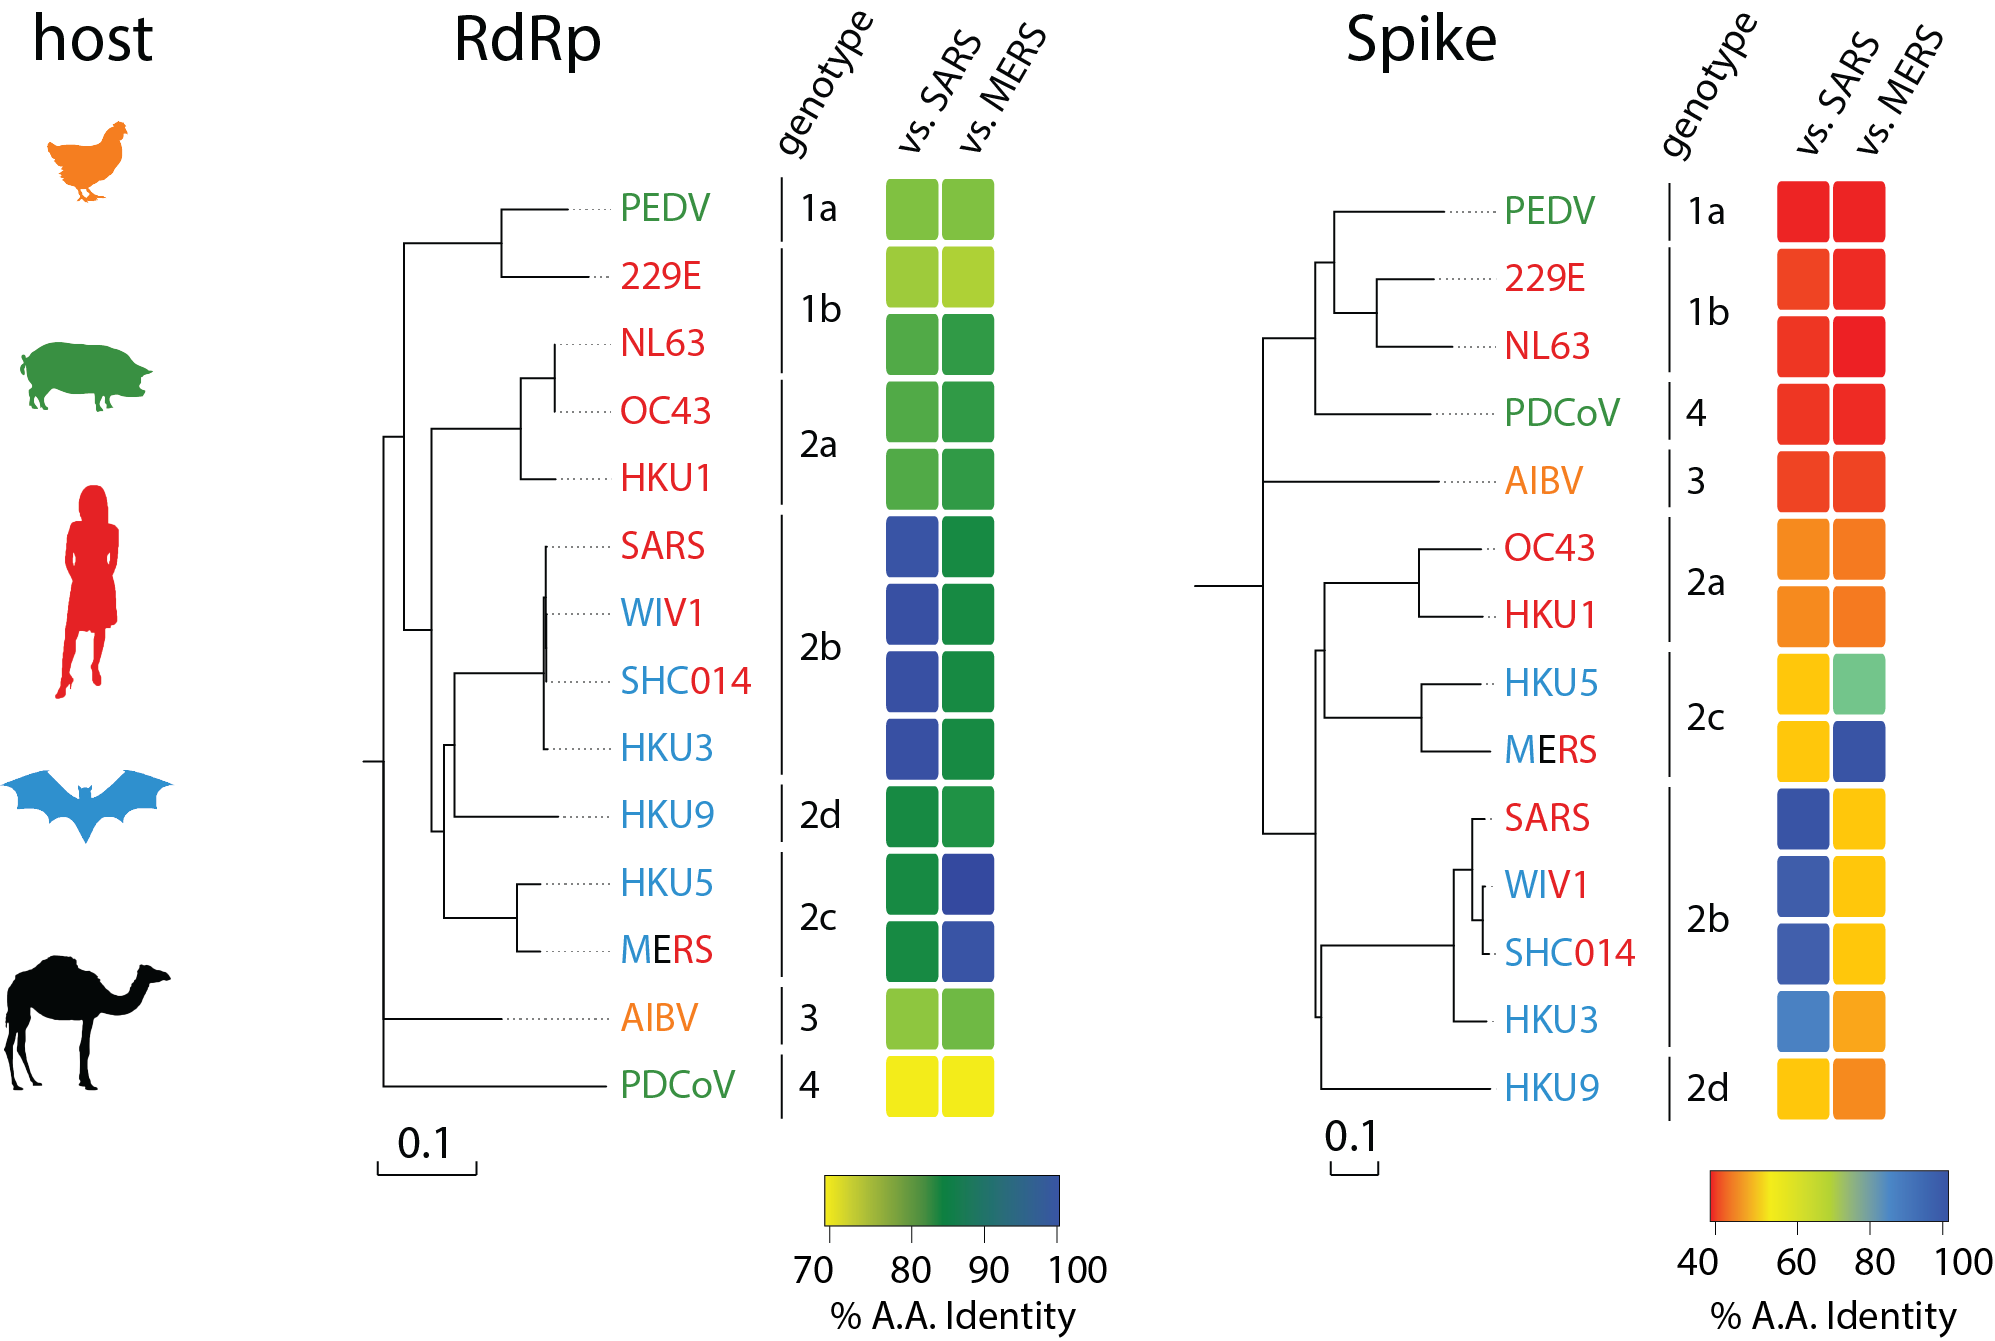 host
RdRp
genotype
vs. SARS
vs. MERS
PEDV
229E
NL63
OC43
HKU1
SARS
WIV1
SHC014
HKU3
HKU9
HKU5
MERS
AIBV
PDCoV
1a
1b
2a
2b
2d
2c
3
4
0.1
70 80 90 100
% A.A. Identity
Spike
genotype
vs. SARS
vs. MERS
PEDV
229E
NL63
PDCoV
AIBV
OC43
HKU1
HKU5
MERS
SARS
WIV1
SHC014
HKU3
HKU9
1a
1b
4
3
2a
2c
2b
2d
0.1
40 60 80 100
% A.A. Identity